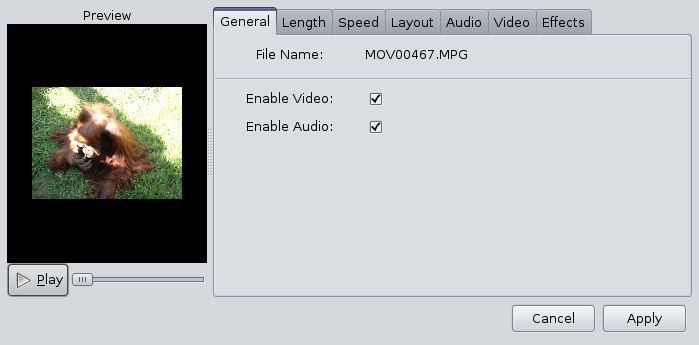 Preview
General Length Speed Layout Audio Video Effects
File Name: MOV00467.MPG
Enable Video:
Enable Audio:
Play
Cancel Apply